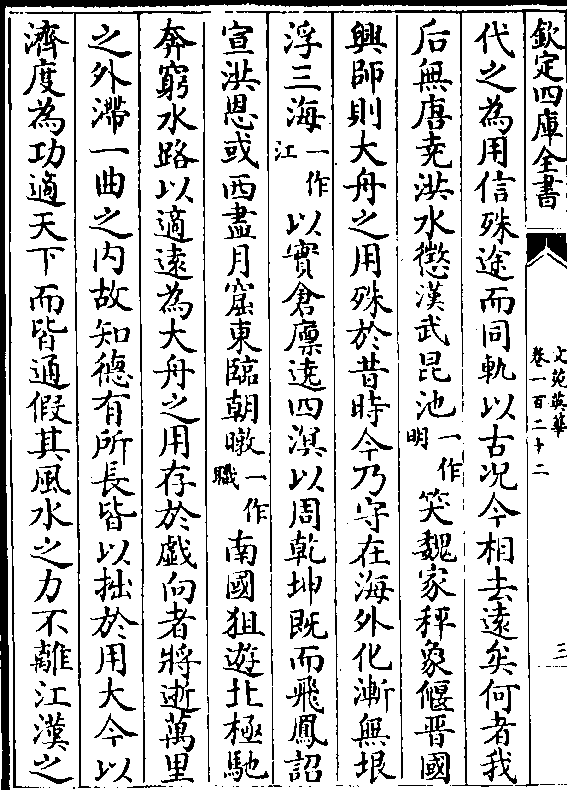 欽定四庫全書
文苑英華
卷一百二十二
三
代之為用信殊途而同軌以古况今相去遠矣何者我
后無唐堯洪水懲漢武昆池一作明笑魏家秤象偃晉國
興師則大舟之用殊於昔時今乃守在海外化漸無垠
浮三海一作江以實倉廪遶四溟以周乾坤既而飛鳳詔
宣洪恩或西盡月窟東臨朝暾一作職南國狙遊北極馳
奔窮水路以適遠為大舟之用存於戲向者將逝萬里
之外滯一曲之内故知德有所長皆以拙於用大今以
濟度為功適天下而皆通假其風水之力不離江漢之